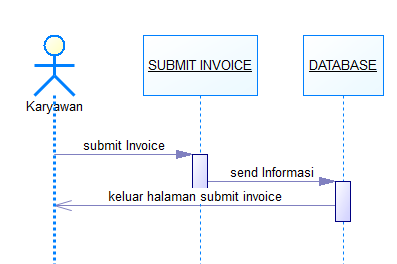 SUBMIT INVOICE
DATABASE
Karyawan
submit Invoice
send Informasi
keluar halaman submit invoice